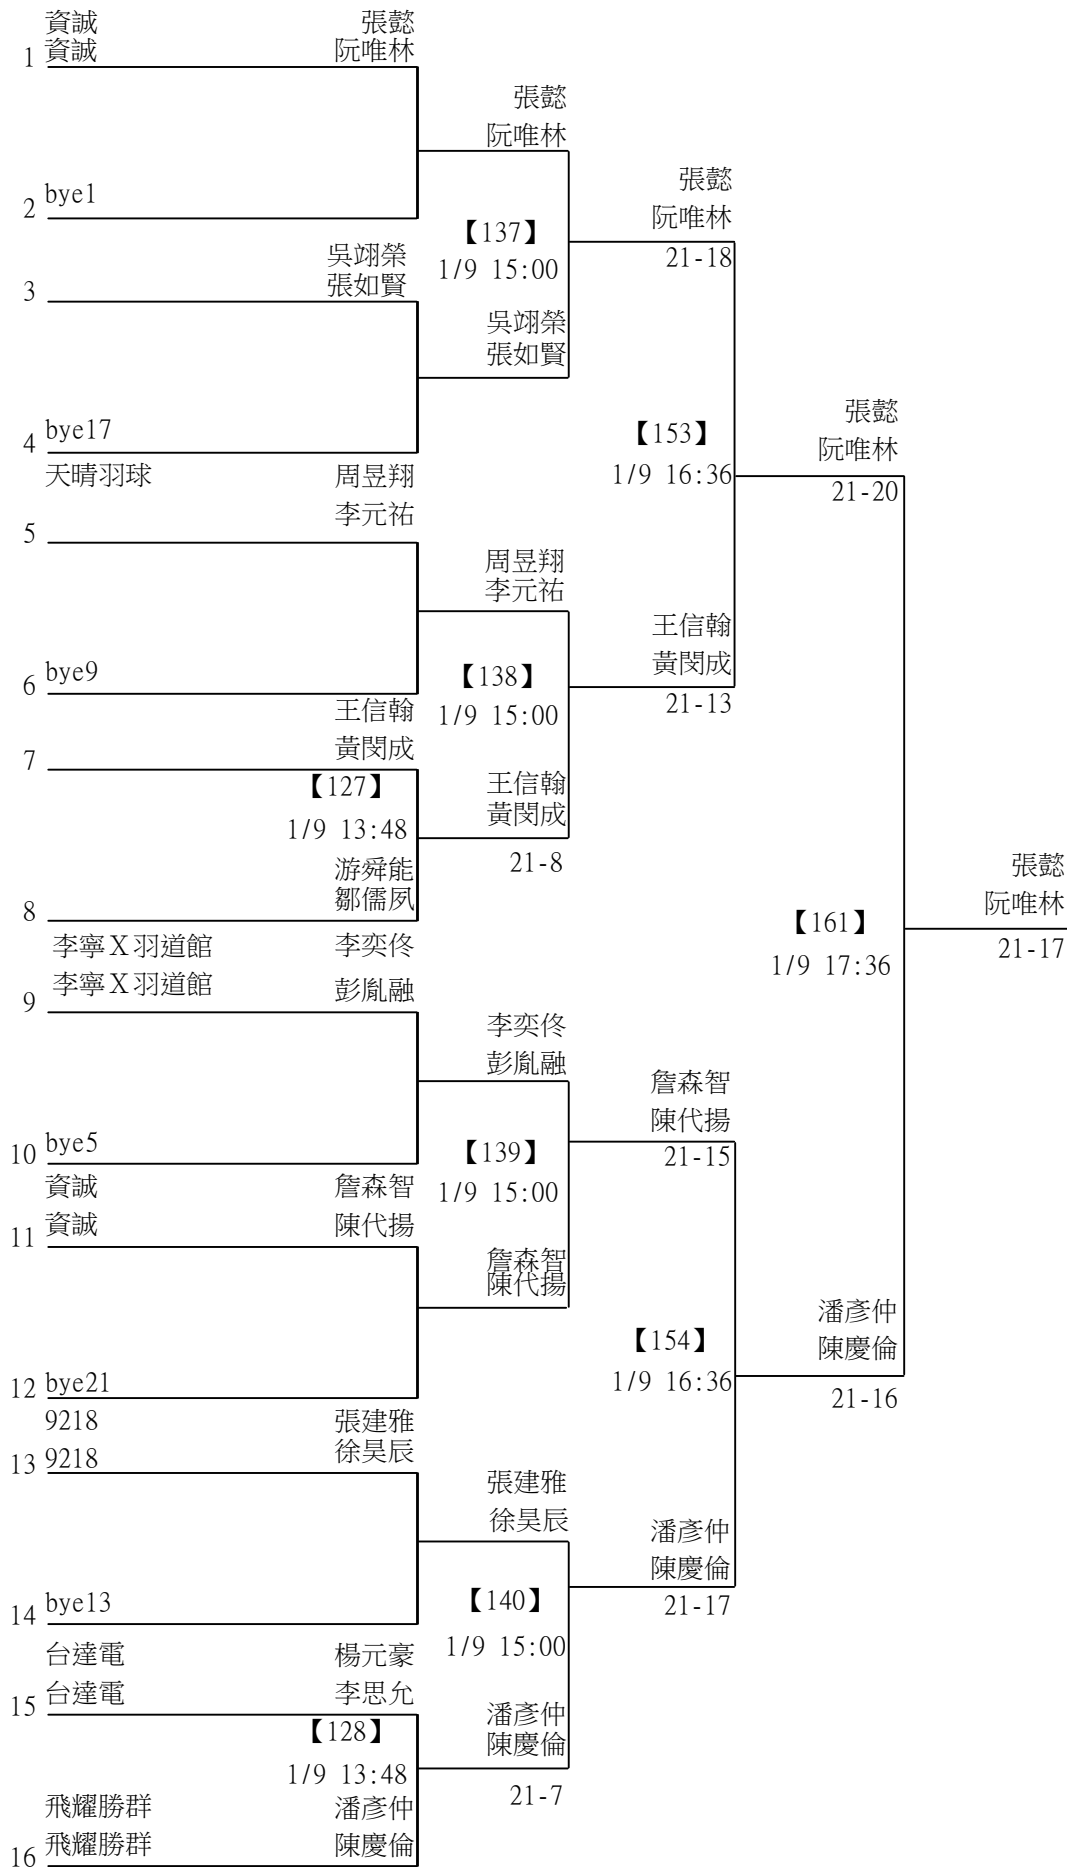 資誠 張懿
1 資誠 阮唯林
張懿
阮唯林
張懿
阮唯林
21-18
2 bye1
【137】
1/9 15:00
吳翊榮
3 張如賢
吳翊榮
張如賢
4 bye17
【153】
1/9 16:36
張懿
阮唯林
21-20
天晴羽球 周昱翔
5 李元祐
周昱翔
李元祐
6 bye9
【138】
1/9 15:00
王信翰
黃閔成
21-13
王信翰
7 黃閔成
【127】
1/9 13:48
王信翰
黃閔成
21-8
游舜能
8 鄒儒夙
【161】
1/9 17:36
張懿
阮唯林
21-17
李寧X羽道館 李奕佟
9 李寧X羽道館 彭胤融
李奕佟
彭胤融
詹森智
陳代揚
21-15
10 bye5
【139】
1/9 15:00
資誠 詹森智
11 資誠 陳代揚
詹森智
陳代揚
12 bye21
【154】
1/9 16:36
潘彥仲
陳慶倫
21-16
9218 張建雅
13 9218 徐昊辰
張建雅
徐昊辰
潘彥仲
陳慶倫
21-17
14 bye13
【140】
1/9 15:00
台達電 楊元豪
15 台達電 李思允
【128】
1/9 13:48
潘彥仲
陳慶倫
21-7
飛耀勝群 潘彥仲
16 飛耀勝群 陳慶倫